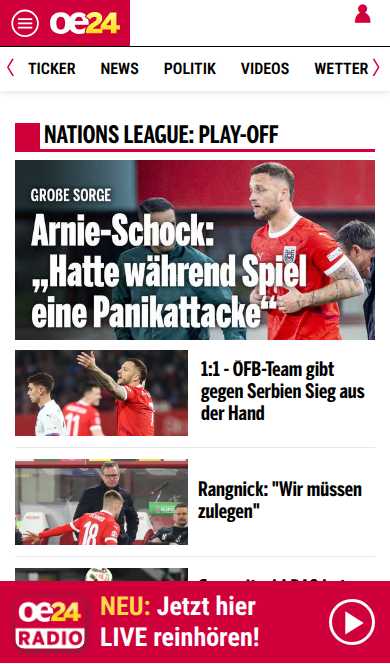 oe24
TICKER NEWS POLITIK VIDEOS WETTER
NATIONS LEAGUE: PLAY-OFF
GROßE SORGE
Arnie-Schock:
„Hatte während Spiel
eine Panikattacke“
1:1 - ÖFB-Team gibt
gegen Serbien Sieg aus
der Hand
11
Rangnick: "Wir müssen
zulegen"
18
oe24
RADIO
NEU: Jetzt hier
LIVE reinhören!